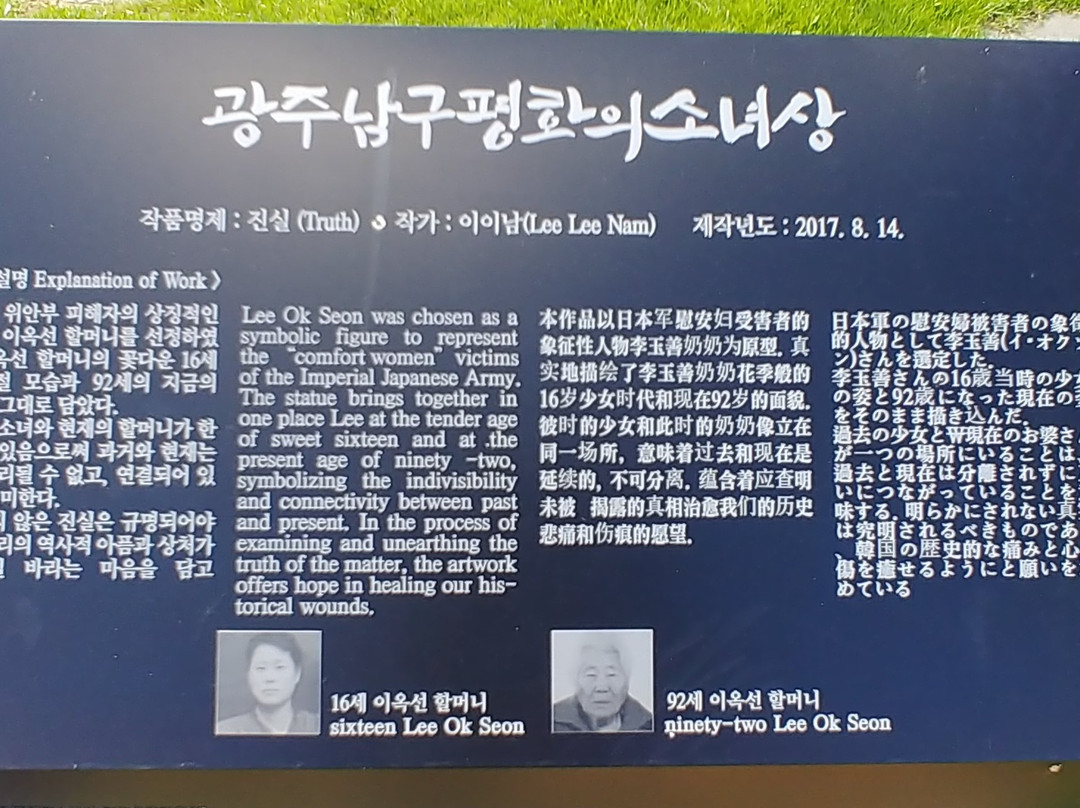 광주남구평화의소녀상
작품명제 : 진실 (Truth) 작가 : 이이남(Lee Lee Nam) 제작년도 : 2017. 8. 14.
설명 Explanation of Work 〉
위안부 피해자의 상징적인
이옥선 할머니를 선정하였
옥선 할머니의 꽃다운 16세
모습과 92세의 지금의
그대로 담았다.
소녀와 현재의 할머니가 한
있음으로써 과거와 현재는
리될 수 없고, 연결되어 있
미한다.
않은 진실은 규명되어야
리의 역사적 아픔과 상처가
바라는 마음을 담고
Lee Ok Seon was chosen as a
symbolic figure to represent
the "comfort women" victims
of the Imperial Japanese Army.
The statue brings together in
one place Lee at the tender age
of sweet sixteen and at .the
present age of ninety -two,
symbolizing the indivisibility
and connectivity between past
and present. In the process of
examining and unearthing the
truth of the matter, the artwork
offers hope in healing our his-
torical wounds.
本作品以日本军慰安妇受害者的
象征性人物李玉善奶奶为原型. 真
实地描绘了李玉善奶奶花季般的
16岁少女时代和现在92岁的面貌.
彼时的少女和此时的奶奶像立在
同一场所, 意味着过去和现在是
延续的, 不可分离. 蕴含着应查明
未被 揭露的真相治愈我们的历史
悲痛和伤痕的愿望.
日本軍の慰安婦被害者の象徴
的人物として李玉善(イ・オクソ
ン)さんを選定した.
李玉善さんの16歳当時の少女
の姿と92歳になった現在の姿
をそのまま描き込んだ.
過去の少女とW現在のお婆さ
が一つの場所にいることは、
過去と現在は分離されずに
いにつながっていることを
味する. 明らかにされない真
は究明されるべきものであ
韓国の歴史的な痛みと心
傷を癒せるようにと願いを
めている
16세 이옥선 할머니
sixteen Lee Ok Seon
92세 이옥선 할머니
ninety-two Lee Ok Seon